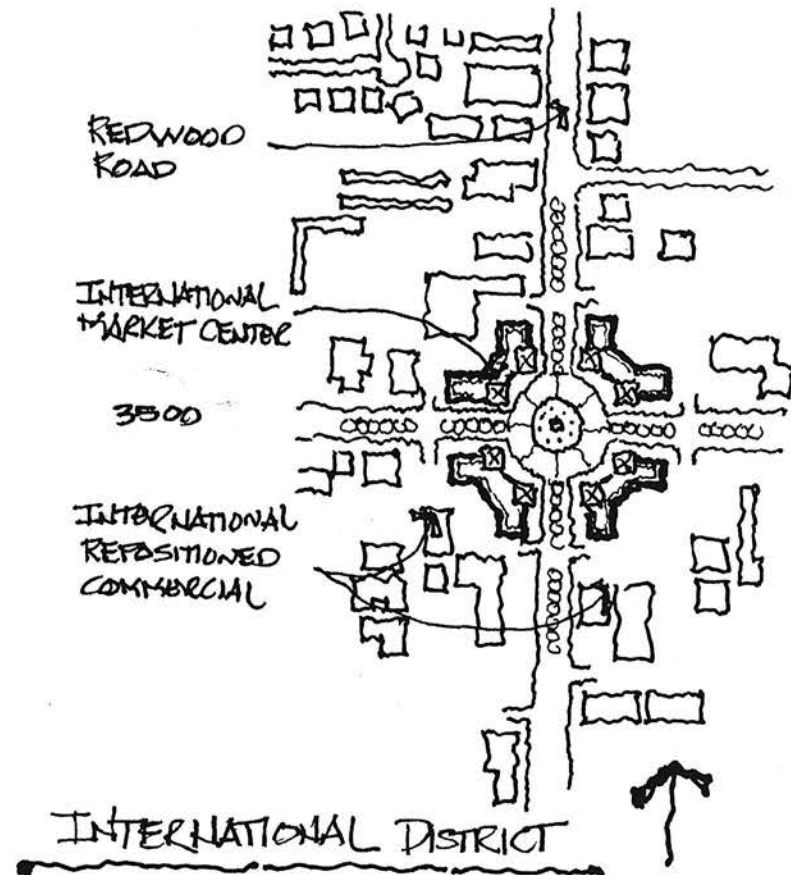 REDWOOD
ROAD
INTERNATIONAL
MARKET CENTER
3500
INTERNATIONAL
REPOSITIONED
COMMERCIAL
INTERNATIONAL DISTRICT